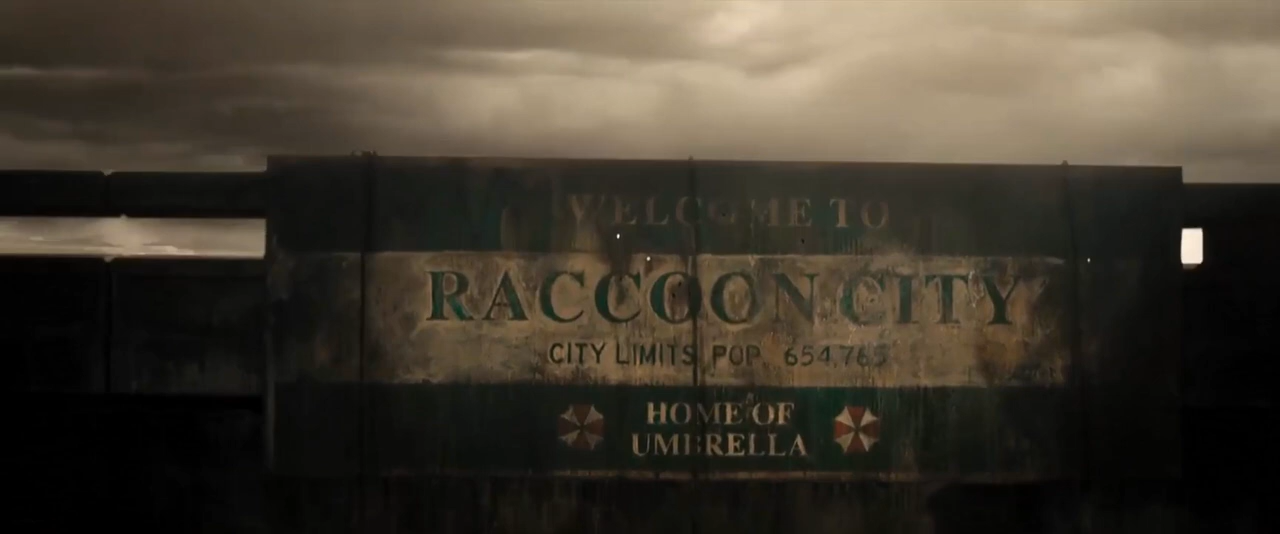 WELCOME TO
RACCOON CITY
CITY LIMITS POP 654,765
HOME OF
UMBRELLA